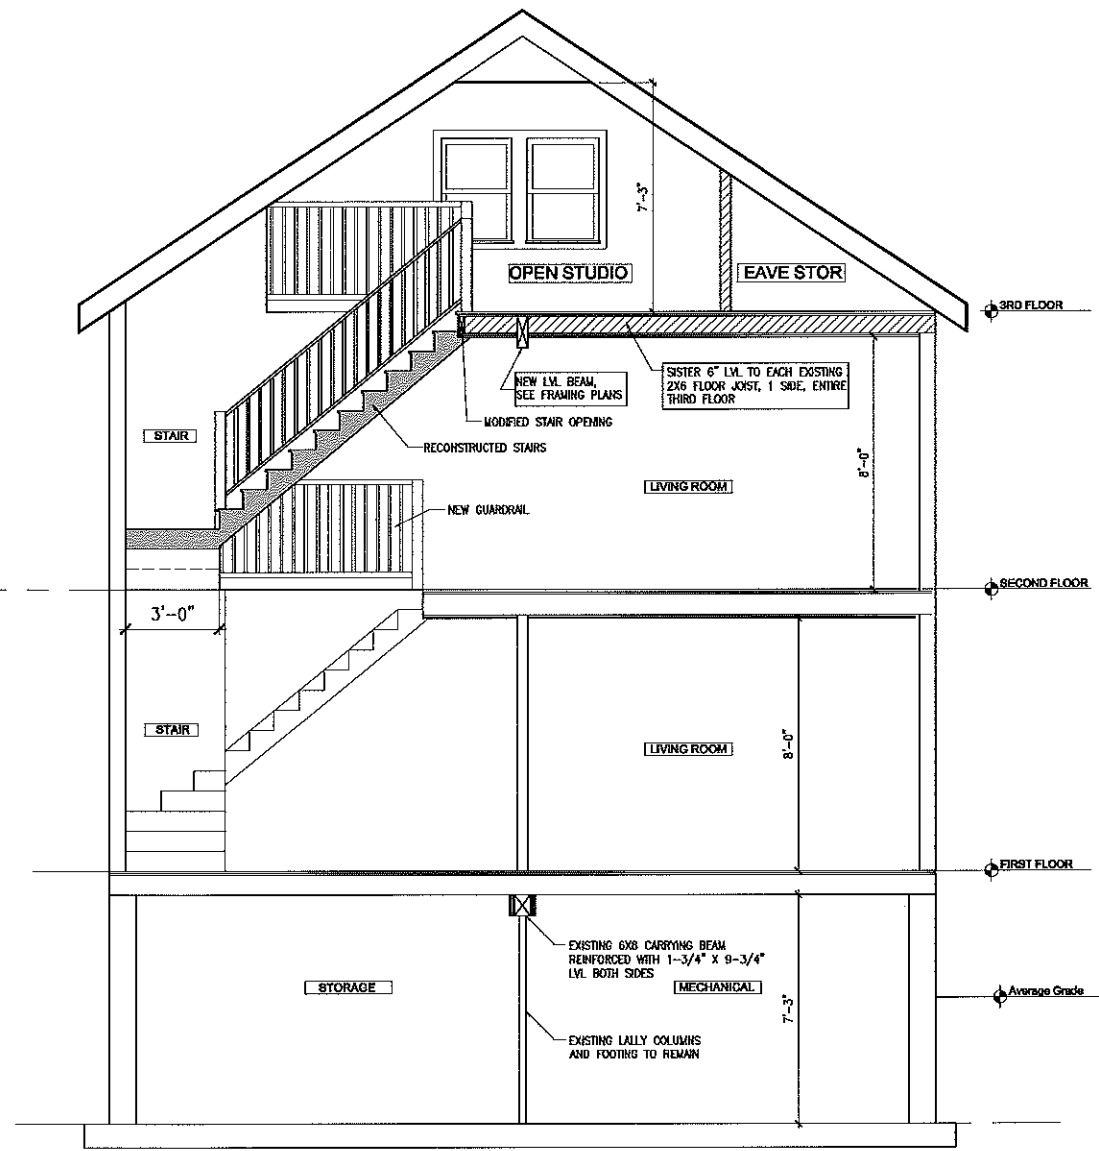 7'-3"
OPEN STUDIO
EAVE STOR
3RD FLOOR
NEW LVL BEAM,
SEE FRAMING PLANS
SISTER 6" LVL TO EACH EXISTING
2X6 FLOOR JOIST, 1 SIDE, ENTIRE
THIRD FLOOR
MODIFIED STAIR OPENING
STAIR
RECONSTRUCTED STAIRS
8'-0"
LIVING ROOM
NEW GUARDRAIL
SECOND FLOOR
3'-0"
STAIR
LIVING ROOM
8'-0"
FIRST FLOOR
EXISTING 6X8 CARRYING BEAM
REINFORCED WITH 1-3/4" X 9-3/4"
LVL BOTH SIDES
STORAGE
MECHANICAL
Average Grade
7'-3"
EXISTING LALLY COLUMNS
AND FOOTING TO REMAIN